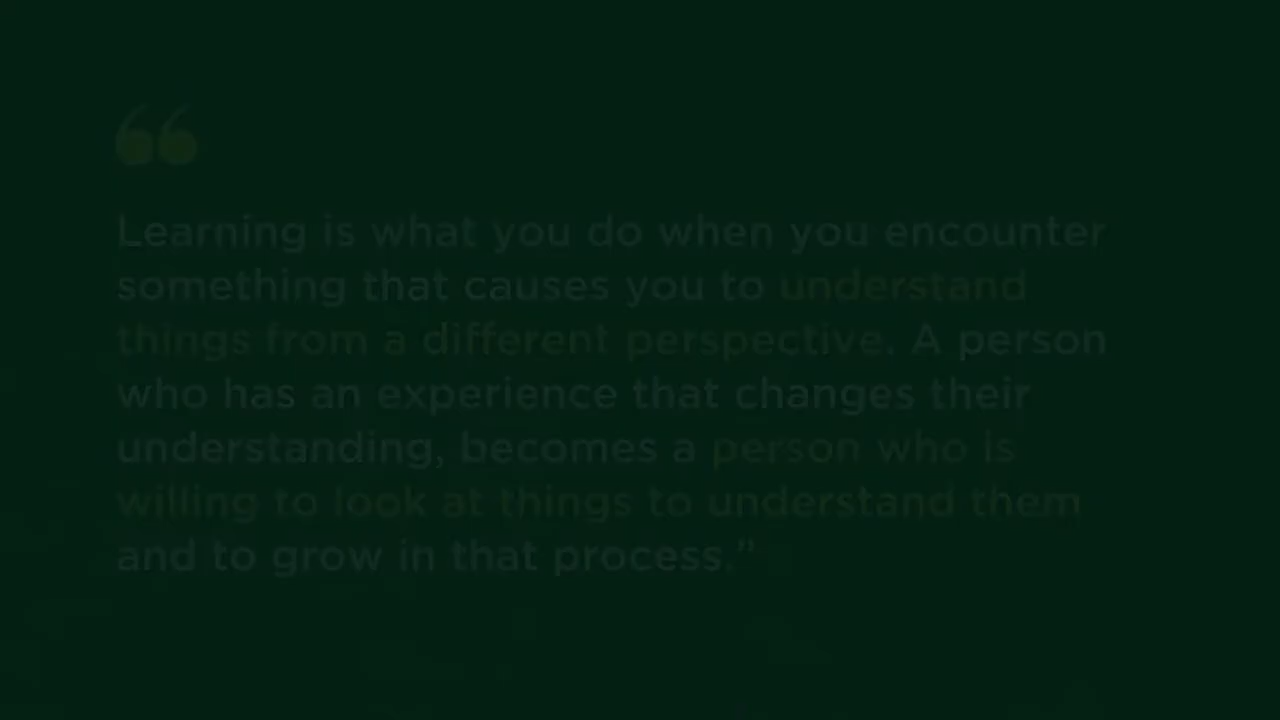 “
Learning is what you do when you encounter
something that causes you to understand
things from a different perspective. A person
who has an experience that changes their
understanding, becomes a person who is
willing to look at things to understand them
and to grow in that process.”